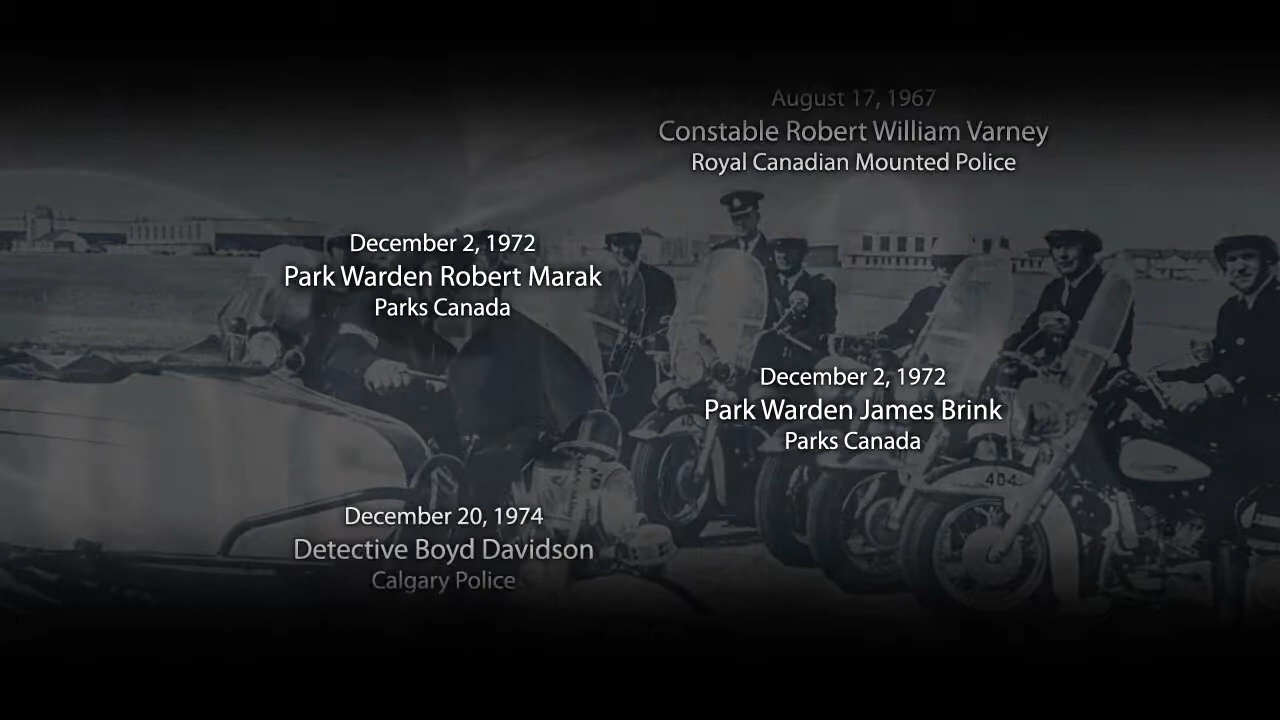 August 17, 1967
Constable Robert William Varney
Royal Canadian Mounted Police
December 2, 1972
Park Warden Robert Marak
Parks Canada
December 2, 1972
Park Warden James Brink
Parks Canada
404
December 20, 1974
Detective Boyd Davidson
Calgary Police